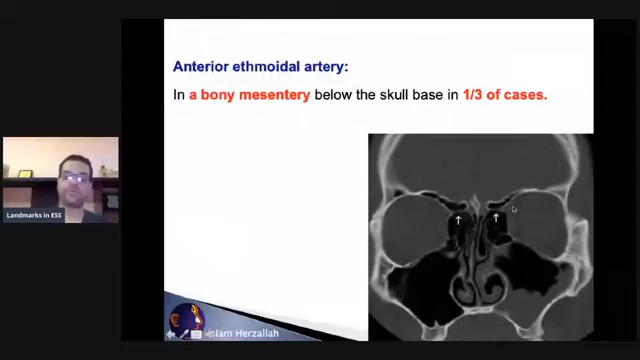 Anterior ethmoidal artery:
In a bony mesentery below the skull base in 1/3 of cases.
Landmarks in ESS
Islam Herzallah